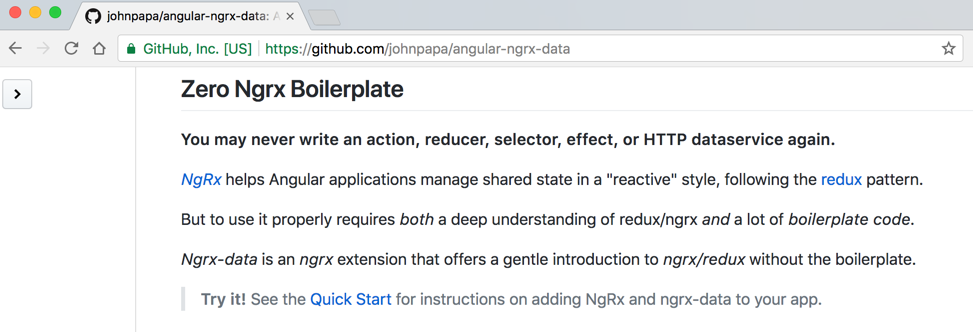 johnpapa/angular-ngrx-data: A
GitHub, Inc. [US] https://github.com/johnpapa/angular-ngrx-data
Zero Ngrx Boilerplate
You may never write an action, reducer, selector, effect, or HTTP dataservice again.
NgRx helps Angular applications manage shared state in a "reactive" style, following the redux pattern.
But to use it properly requires both a deep understanding of redux/ngrx and a lot of boilerplate code.
Ngrx-data is an ngrx extension that offers a gentle introduction to ngrx/redux without the boilerplate.
Try it! See the Quick Start for instructions on adding NgRx and ngrx-data to your app.